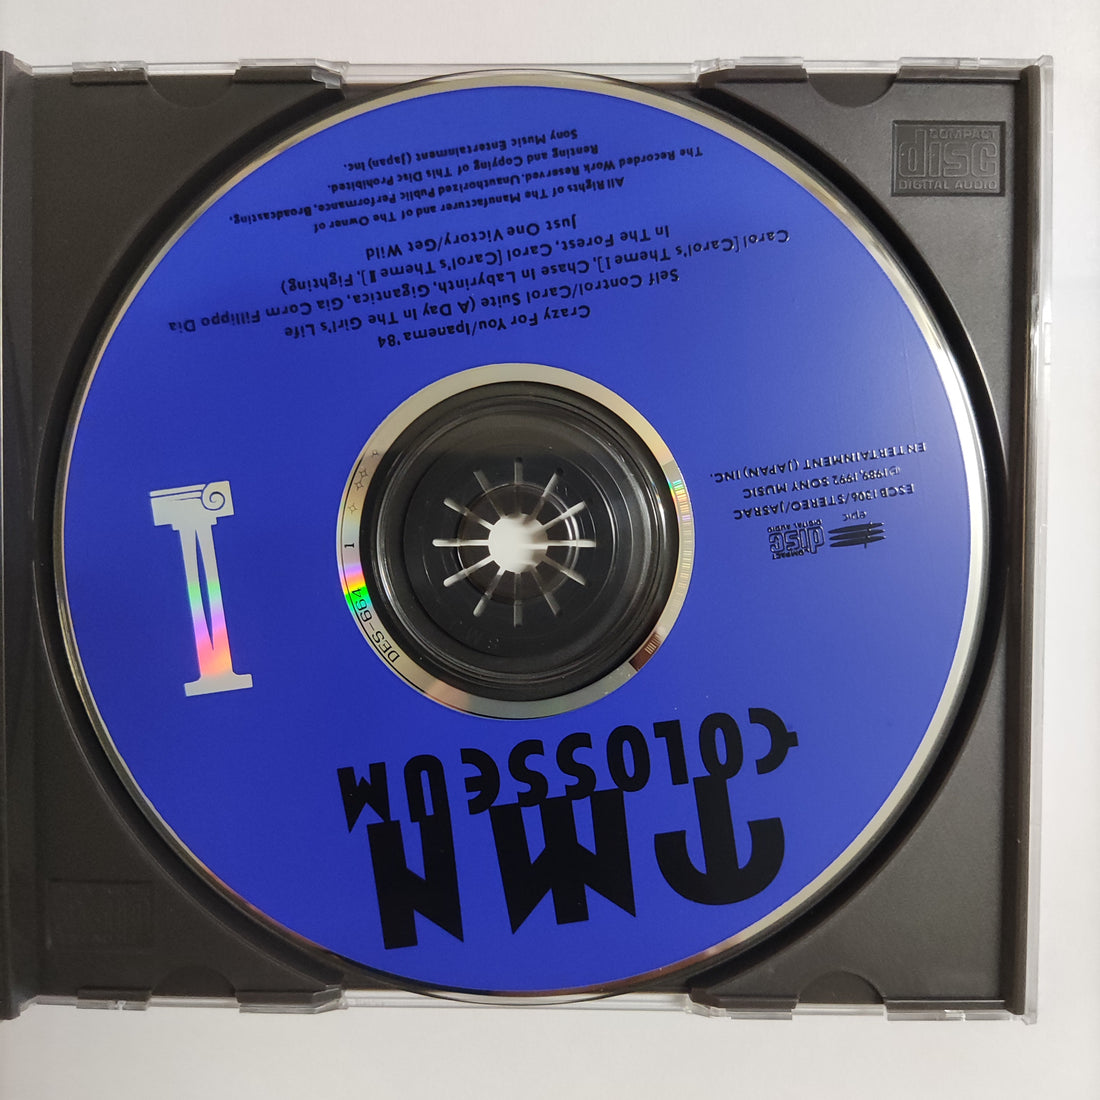 TMN
COLOSSEUM
I
COMPACT
disc
DIGITAL AUDIO
epic
ESCB 1306/STEREO/JASRAC
℗1989, 1992 SONY MUSIC
ENTERTAINMENT (JAPAN) INC.
Crazy For You/Ipanema '84
Self Control/Carol Suite (A Day In The Girl's Life
Carol [Carol's Theme I], Chase In Labyrinth, Gigantica, Gia Corm Fillippo Dia
In The Forest, Carol [Carol's Theme II], Fighting)
Just One Victory/Get Wild
All Rights of The Manufacturer and of The Owner of
The Recorded Work Reserved. Unauthorized Public Performance, Broadcasting,
Renting and Copying of This Disc Prohibited.
Sony Music Entertainment (Japan) Inc.
DES-664 1
COMPACT
disc
DIGITAL AUDIO